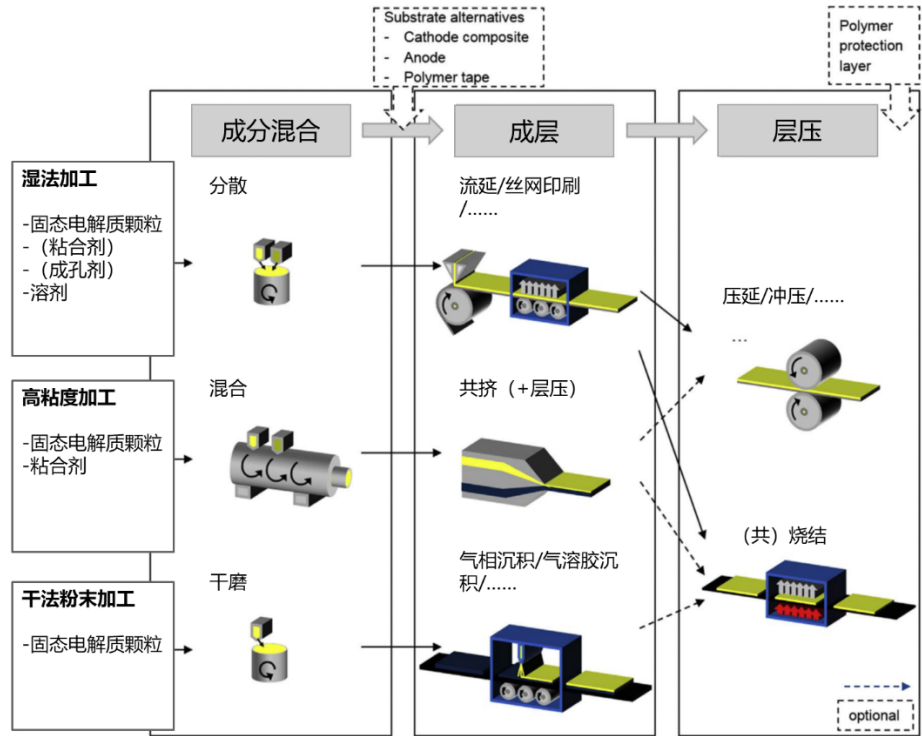 Substrate alternatives
- Cathode composite
- Anode
- Polymer tape
Polymer
protection
layer
成分混合
成层
层压
湿法加工
-固态电解质颗粒
-（粘合剂）
-（成孔剂）
-溶剂
分散
流延/丝网印刷
/......
压延/冲压/......
...
高粘度加工
-固态电解质颗粒
-粘合剂
混合
共挤（+层压）
（共）烧结
干法粉末加工
-固态电解质颗粒
干磨
气相沉积/气溶胶沉
积/......
optional